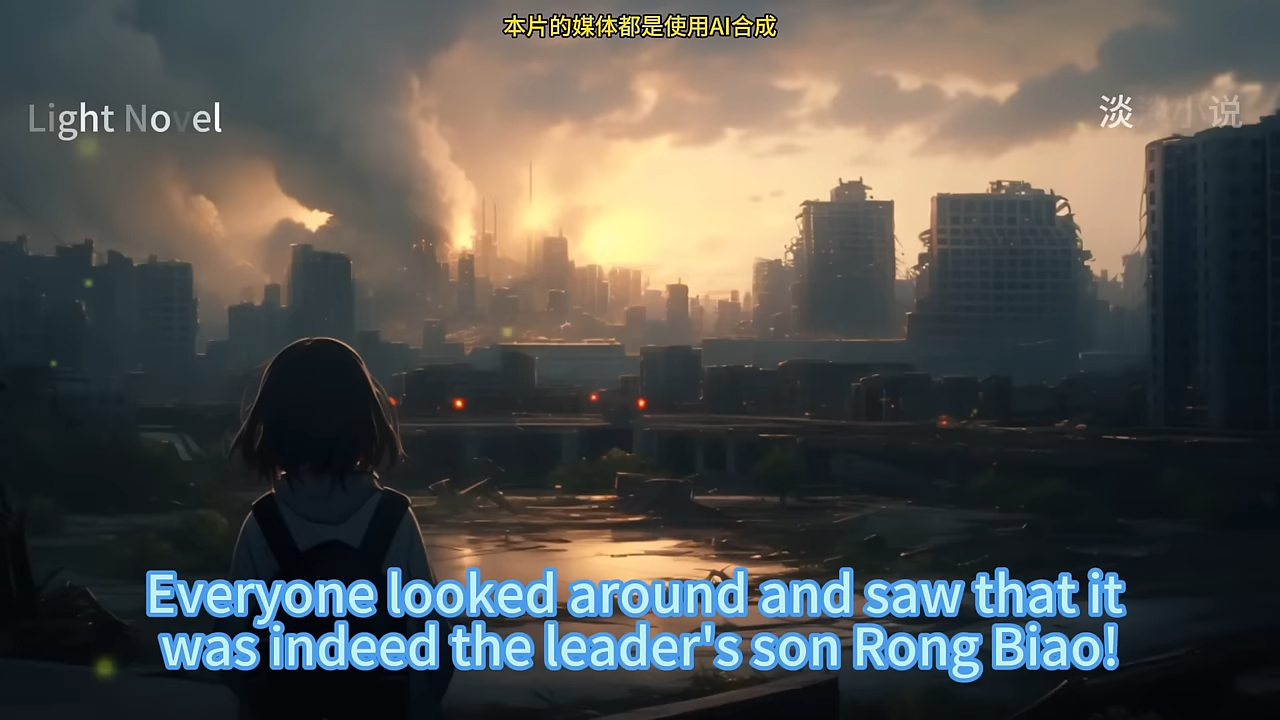 本片的媒体都是使用AI合成
Light Novel
淡小说
Everyone looked around and saw that it
was indeed the leader's son Rong Biao!